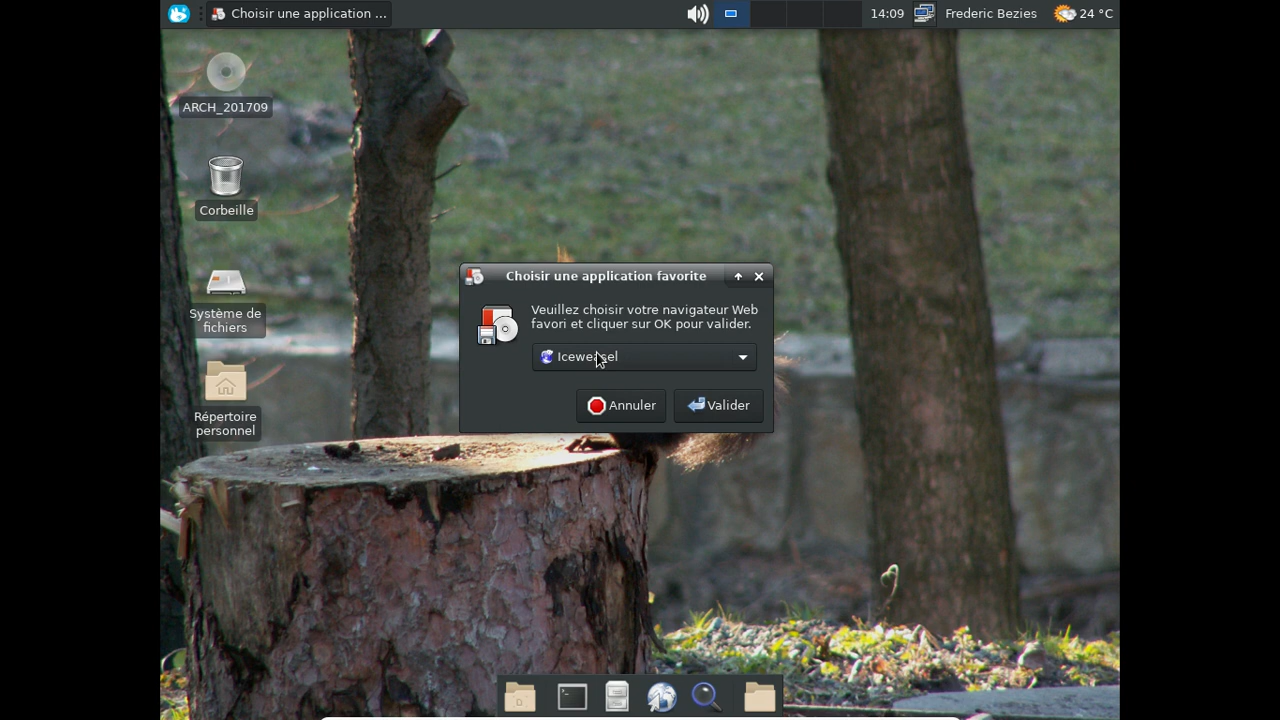 Choisir une application ...
14:09
Frederic Bezies
24 °C
ARCH_201709
Corbeille
Système de
fichiers
Répertoire
personnel
Choisir une application favorite
Veuillez choisir votre navigateur Web
favori et cliquer sur OK pour valider.
Iceweasel
Annuler
Valider